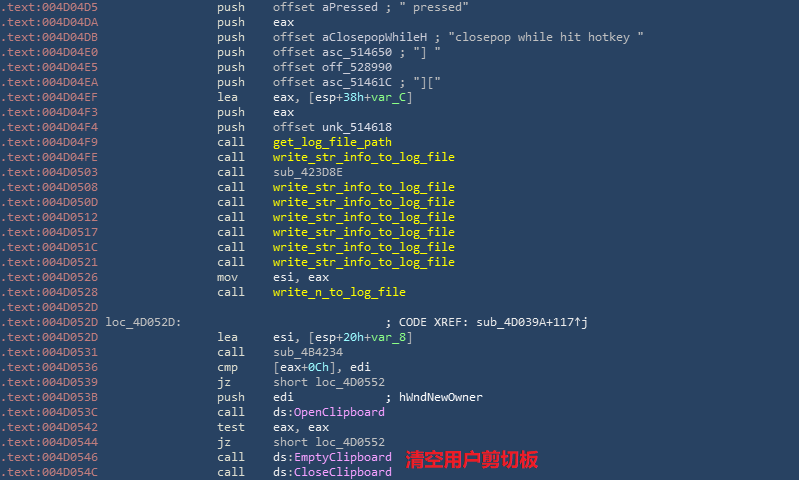 .text:004D04D5 push offset aPressed ; " pressed"
.text:004D04DA push eax
.text:004D04DB push offset aClosepopWhileH ; "closepop while hit hotkey "
.text:004D04E0 push offset asc_514650 ; "] "
.text:004D04E5 push offset off_528990
.text:004D04EA push offset asc_51461C ; "]["
.text:004D04EF lea eax, [esp+38h+var_C]
.text:004D04F3 push eax
.text:004D04F4 push offset unk_514618
.text:004D04F9 call get_log_file_path
.text:004D04FE call write_str_info_to_log_file
.text:004D0503 call sub_423D8E
.text:004D0508 call write_str_info_to_log_file
.text:004D050D call write_str_info_to_log_file
.text:004D0512 call write_str_info_to_log_file
.text:004D0517 call write_str_info_to_log_file
.text:004D051C call write_str_info_to_log_file
.text:004D0521 call write_str_info_to_log_file
.text:004D0526 mov esi, eax
.text:004D0528 call write_n_to_log_file
.text:004D052D
.text:004D052D loc_4D052D: ; CODE XREF: sub_4D039A+117↑j
.text:004D052D lea esi, [esp+20h+var_8]
.text:004D0531 call sub_4B4234
.text:004D0536 cmp [eax+0Ch], edi
.text:004D0539 jz short loc_4D0552
.text:004D053B push edi ; hWndNewOwner
.text:004D053C call ds:OpenClipboard
.text:004D0542 test eax, eax
.text:004D0544 jz short loc_4D0552
.text:004D0546 call ds:EmptyClipboard 清空用户剪切板
.text:004D054C call ds:CloseClipboard